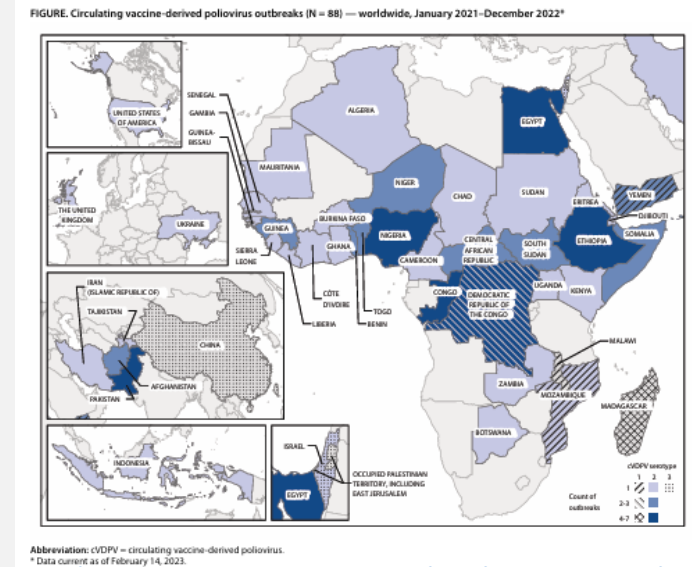 FIGURE. Circulating vaccine-derived poliovirus outbreaks (N = 88) — worldwide, January 2021–December 2022*
UNITED STATES
OF AMERICA
THE UNITED
KINGDOM
UKRAINE
IRAN
(ISLAMIC REPUBLIC OF)
TAJIKISTAN
CHINA
AFGHANISTAN
PAKISTAN
INDONESIA
ISRAEL
EGYPT
OCCUPIED PALESTINIAN
TERRITORY, INCLUDING
EAST JERUSALEM
SENEGAL
GAMBIA
GUINEA-
BISSAU
MAURITANIA
ALGERIA
EGYPT
NIGER
CHAD
SUDAN
ERITREA
YEMEN
DJIBOUTI
BURKINA FASO
GUINEA
NIGERIA
GHANA
SIERRA
LEONE
CAMEROON
CENTRAL
AFRICAN
REPUBLIC
SOUTH
SUDAN
ETHIOPIA
SOMALIA
CÔTE
D'IVOIRE
TOGO
LIBERIA
BENIN
CONGO
DEMOCRATIC
REPUBLIC OF
THE CONGO
UGANDA
KENYA
MALAWI
ZAMBIA
MOZAMBIQUE
MADAGASCAR
BOTSWANA
cVDPV serotype
1 2 3
Count of
outbreaks
1
2–3
4–7
Abbreviation: cVDPV = circulating vaccine-derived poliovirus.
* Data current as of February 14, 2023.